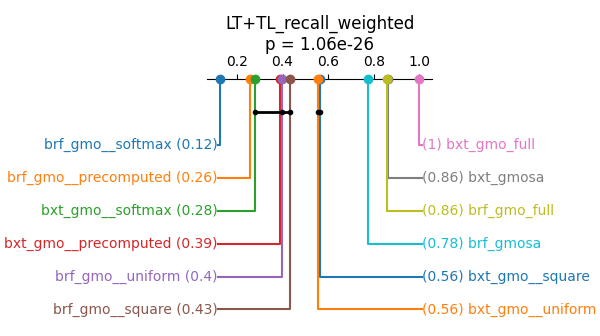 LT+TL_recall_weighted
p = 1.06e-26
0.2 0.4 0.6 0.8 1.0
brf_gmo__softmax (0.12)
(1) bxt_gmo_full
brf_gmo__precomputed (0.26)
(0.86) bxt_gmosa
bxt_gmo__softmax (0.28)
(0.86) brf_gmo_full
bxt_gmo__precomputed (0.39)
(0.78) brf_gmosa
brf_gmo__uniform (0.4)
(0.56) bxt_gmo__square
brf_gmo__square (0.43)
(0.56) bxt_gmo__uniform